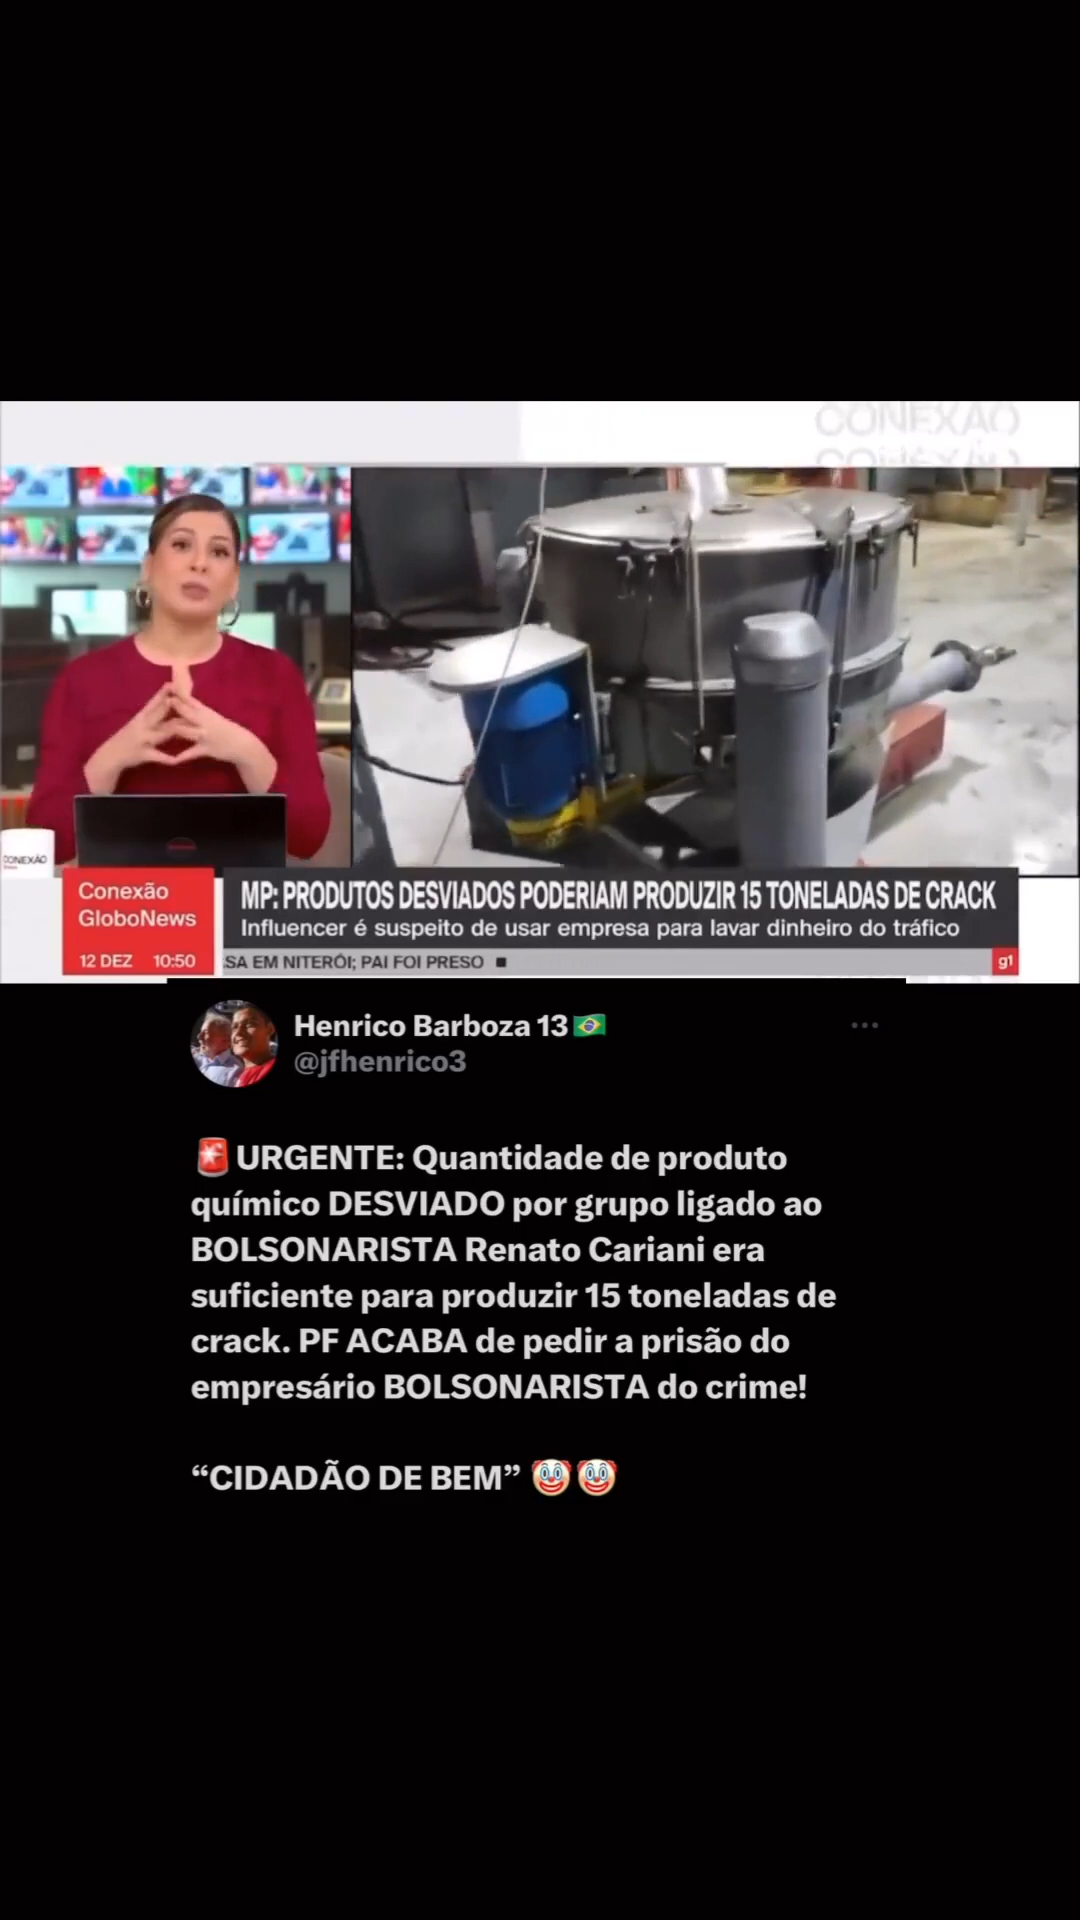 CONEXÃO
CONEXÃO
CONEXÃO
Conexão
GloboNews
12 DEZ 10:50
MP: PRODUTOS DESVIADOS PODERIAM PRODUZIR 15 TONELADAS DE CRACK
Influencer é suspeito de usar empresa para lavar dinheiro do tráfico
SA EM NITERÓI; PAI FOI PRESO ■
g1
Henrico Barboza 13🇧🇷
@jfhenrico3
🚨URGENTE: Quantidade de produto
químico DESVIADO por grupo ligado ao
BOLSONARISTA Renato Cariani era
suficiente para produzir 15 toneladas de
crack. PF ACABA de pedir a prisão do
empresário BOLSONARISTA do crime!
“CIDADÃO DE BEM” 🤡🤡